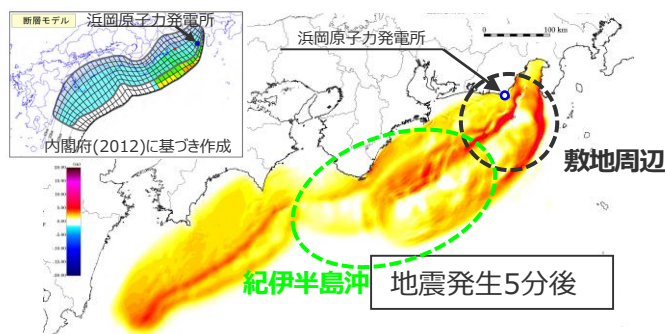 断層モデル
浜岡原子力発電所
内閣府(2012)に基づき作成
浜岡原子力発電所
100 km
敷地周辺
紀伊半島沖
地震発生5分後